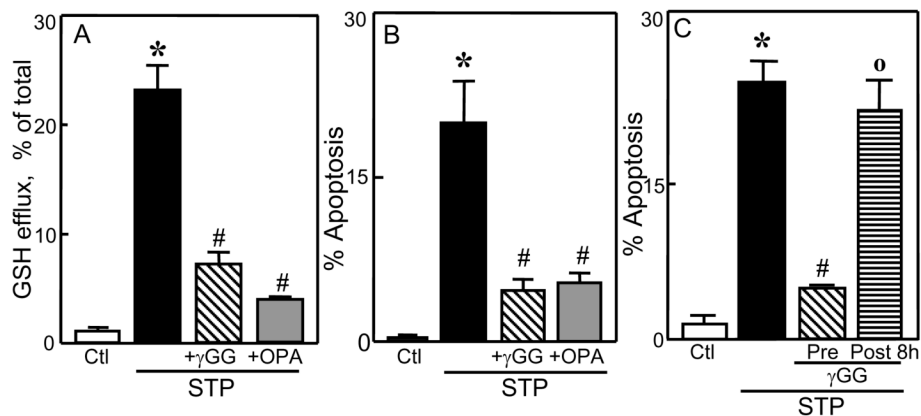 A
GSH efflux, % of total
30
20
10
0
*
#
#
Ctl
+γGG
+OPA
STP
B
% Apoptosis
30
15
0
*
#
#
Ctl
+γGG
+OPA
STP
C
% Apoptosis
30
15
0
*
#
o
Ctl
Pre
Post 8h
γGG
STP